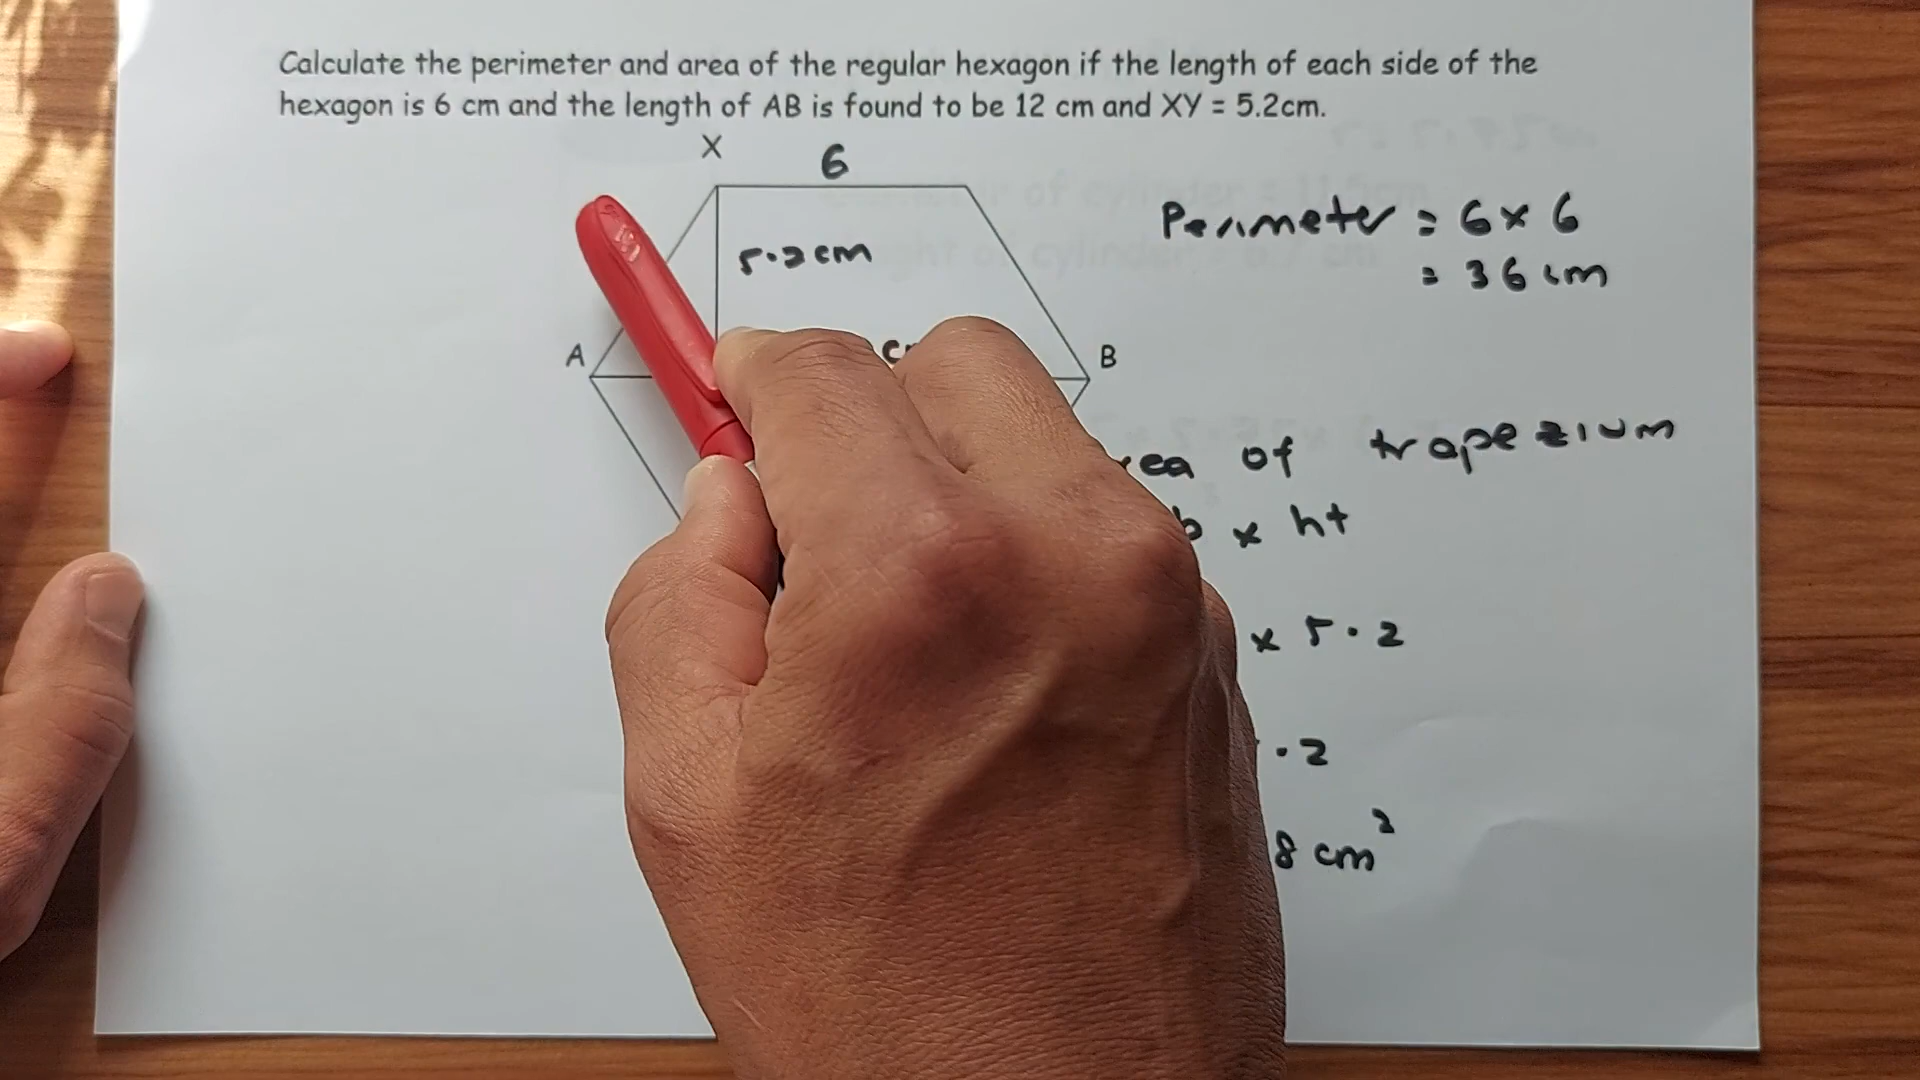 Calculate the perimeter and area of the regular hexagon if the length of each side of the
hexagon is 6 cm and the length of AB is found to be 12 cm and XY = 5.2cm.
X
6
5.2cm
A
B
Perimeter = 6 x 6
= 36 cm
of trapezium
x ht
x 5.2
.2
8 cm²